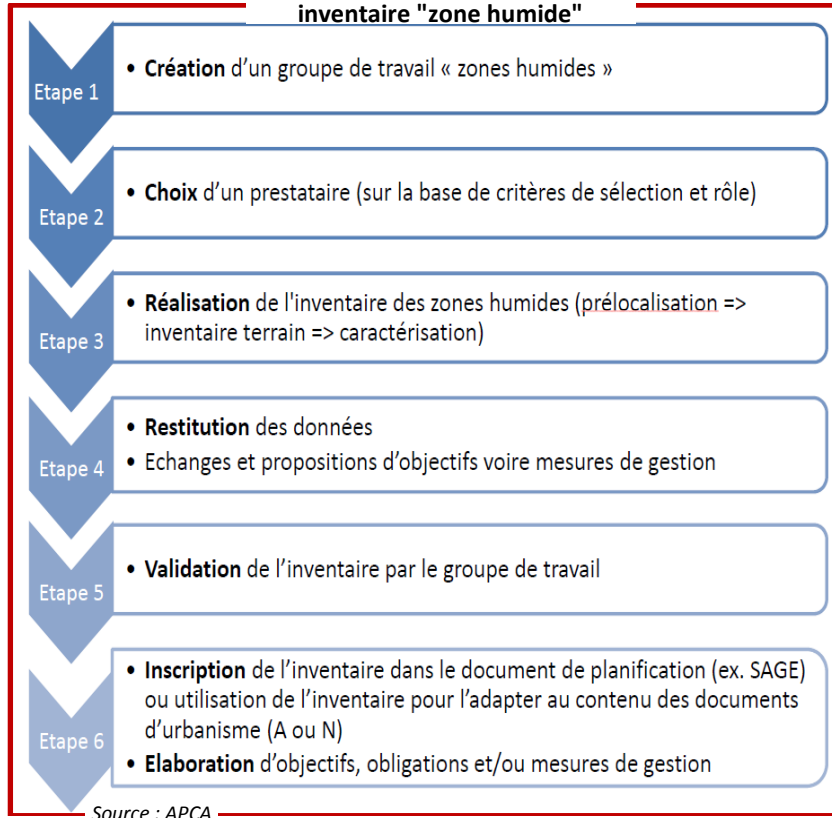 inventaire "zone humide"
Etape 1
• Création d’un groupe de travail « zones humides »
Etape 2
• Choix d’un prestataire (sur la base de critères de sélection et rôle)
Etape 3
• Réalisation de l'inventaire des zones humides (prélocalisation =>
inventaire terrain => caractérisation)
Etape 4
• Restitution des données
• Echanges et propositions d’objectifs voire mesures de gestion
Etape 5
• Validation de l’inventaire par le groupe de travail
Etape 6
• Inscription de l’inventaire dans le document de planification (ex. SAGE)
ou utilisation de l’inventaire pour l’adapter au contenu des documents
d’urbanisme (A ou N)
• Elaboration d’objectifs, obligations et/ou mesures de gestion
Source : APCA